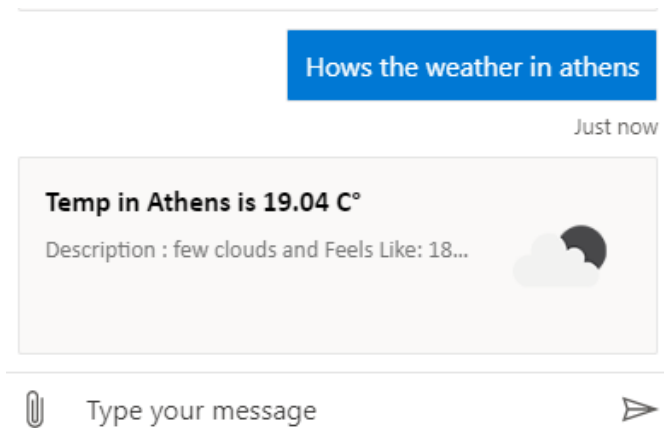 Hows the weather in athens
Just now
Temp in Athens is 19.04 C°
Description : few clouds and Feels Like: 18...
Type your message